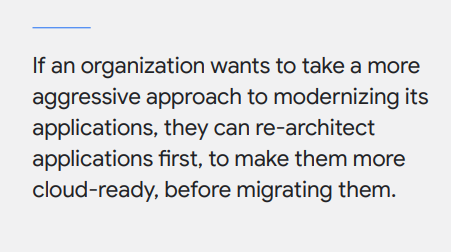 If an organization wants to take a more
aggressive approach to modernizing its
applications, they can re-architect
applications first, to make them more
cloud-ready, before migrating them.